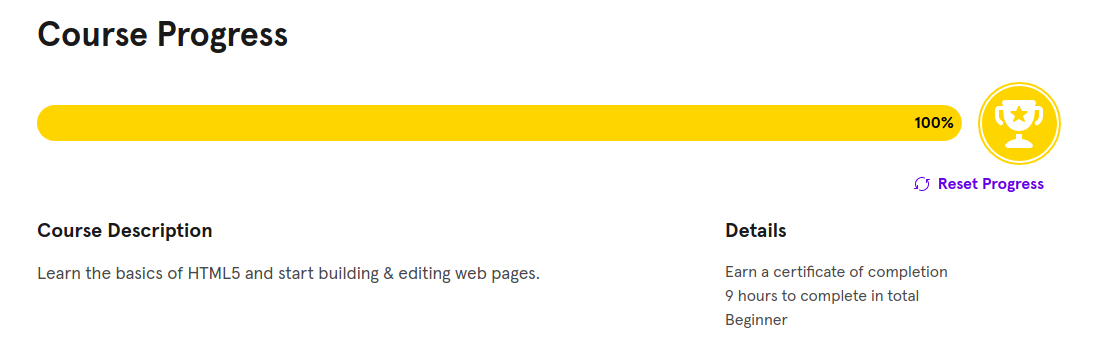 Course Progress
100%
Reset Progress
Course Description
Learn the basics of HTML5 and start building & editing web pages.
Details
Earn a certificate of completion
9 hours to complete in total
Beginner